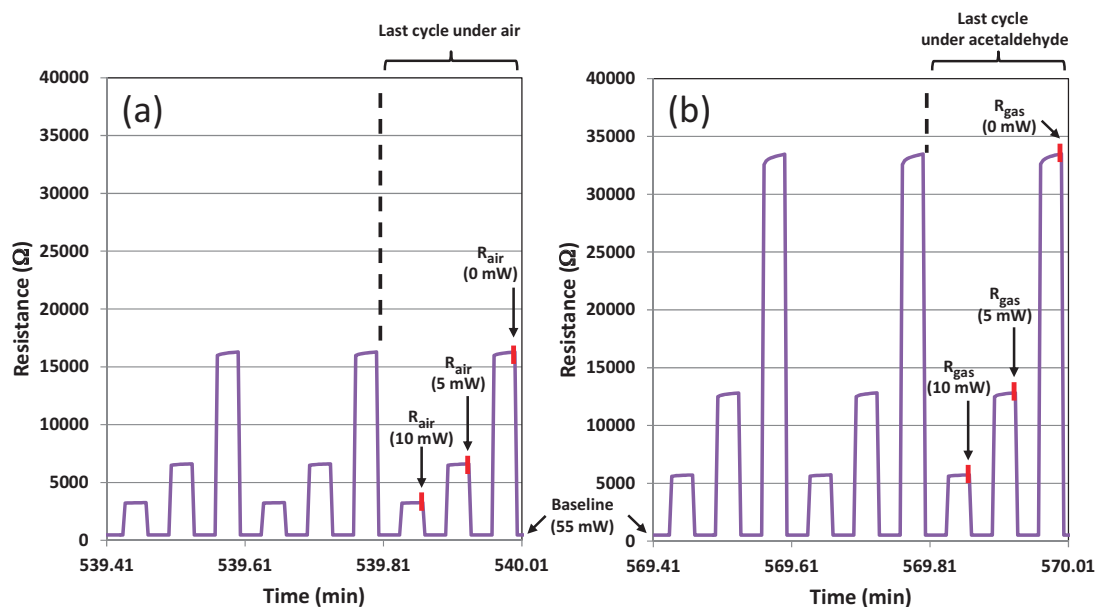 Last cycle under air
(a)
40000
35000
30000
25000
20000
15000
10000
5000
0
Resistance (Ω)
R_air
(10 mW)
R_air
(5 mW)
R_air
(0 mW)
539.41
539.61
539.81
540.01
Time (min)
Baseline
(55 mW)
Last cycle
under acetaldehyde
(b)
40000
35000
30000
25000
20000
15000
10000
5000
0
Resistance (Ω)
R_gas
(10 mW)
R_gas
(5 mW)
R_gas
(0 mW)
569.41
569.61
569.81
570.01
Time (min)